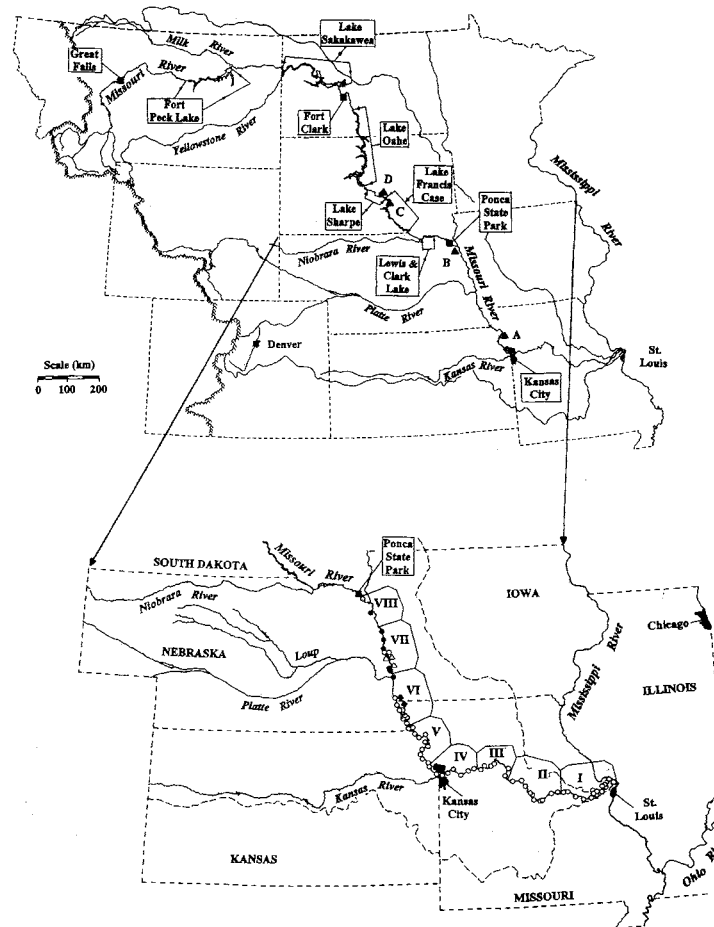 Lake
Sakakawea
Milk River
Great
Falls
Missouri River
Fort
Peck Lake
Fort
Clark
Yellowstone River
Lake
Oahe
Mississippi
River
D
Lake
Francis
Case
Ponca
State
Park
C
Lake
Sharpe
Niobrara River
Lewis &
Clark
Lake
B
Missouri River
Platte River
A
Denver
St.
Louis
Scale (km)
0 100 200
Kansas River
Kansas
City
SOUTH DAKOTA
Missouri River
Ponca
State
Park
IOWA
Niobrara River
VIII
Chicago
Mississippi River
VII
NEBRASKA
Loup
ILLINOIS
Platte River
VI
V
IV
III
II
I
Kansas River
Kansas
City
St.
Louis
KANSAS
Ohio
MISSOURI